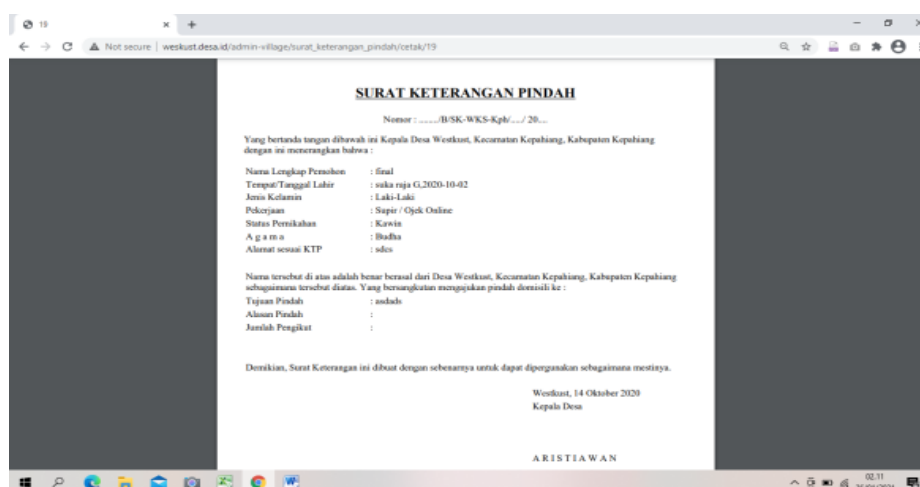 19
Not secure | weskust.desa.id/admin-village/surat_keterangan_pindah/cetak/19
SURAT KETERANGAN PINDAH
Nomor : ......./B/SK-WKS-Kph/...../ 20....
Yang bertanda tangan dibawah ini Kepala Desa Westkust, Kecamatan Kepahiang, Kabupaten Kepahiang
dengan ini menerangkan bahwa :
Nama Lengkap Pemohon : final
Tempat/Tanggal Lahir : suka raja G,2020-10-02
Jenis Kelamin : Laki-Laki
Pekerjaan : Supir / Ojek Online
Status Pernikahan : Kawin
A g a m a : Budha
Alamat sesuai KTP : sdcs
Nama tersebut di atas adalah benar berasal dari Desa Westkust, Kecamatan Kepahiang, Kabupaten Kepahiang
sebagaimana tersebut diatas. Yang bersangkutan mengajukan pindah domisili ke :
Tujuan Pindah : asdads
Alasan Pindah :
Jumlah Pengikut :
Demikian, Surat Keterangan ini dibuat dengan sebenarnya untuk dapat dipergunakan sebagaimana mestinya.
Westkust, 14 Oktober 2020
Kepala Desa
A R I S T I A W A N
02.11